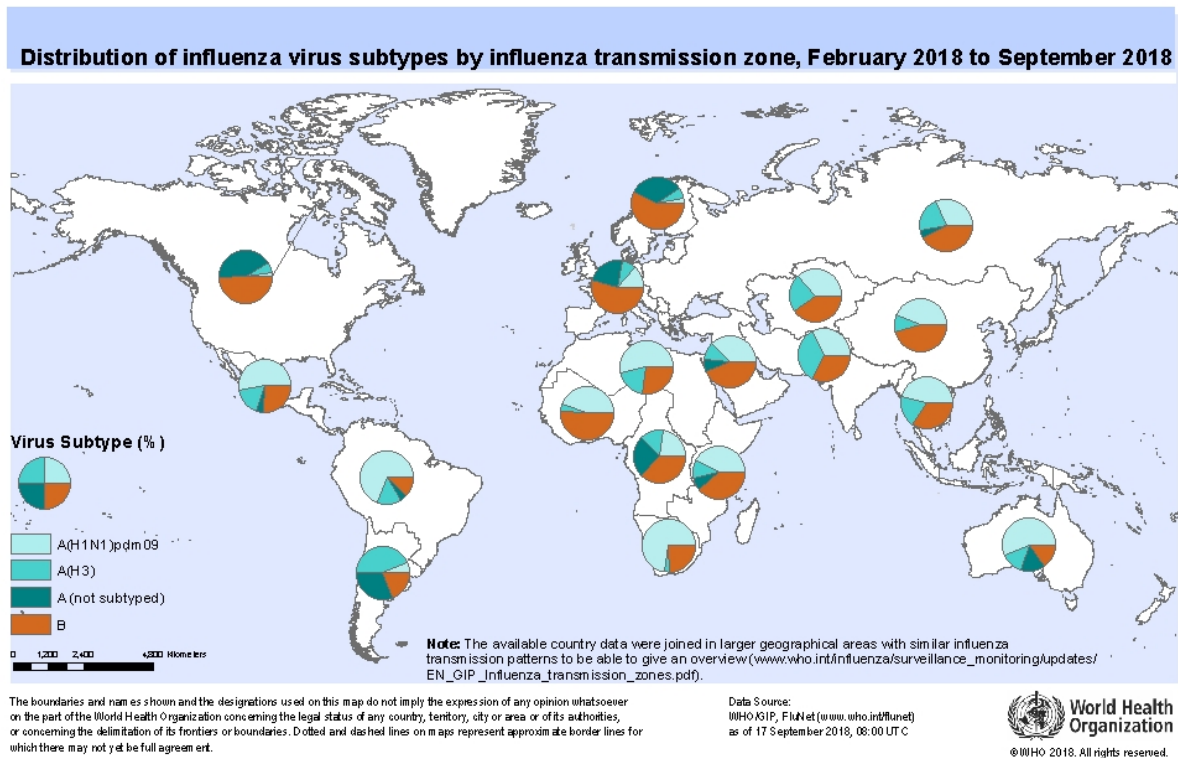 Distribution of influenza virus subtypes by influenza transmission zone, February 2018 to September 2018
Virus Subtype (%)
A(H1N1)pdm09
A(H3)
A (not subtyped)
B
0 1,200 2,400 4,800 Kilometers
Note: The available country data were joined in larger geographical areas with similar influenza
transmission patterns to be able to give an overview (www.who.int/influenza/surveillance_monitoring/updates/
EN_GIP_Influenza_transmission_zones.pdf).
The boundaries and names shown and the designations used on this map do not imply the expression of any opinion whatsoever
on the part of the World Health Organization concerning the legal status of any country, territory, city or area or of its authorities,
or concerning the delimitation of its frontiers or boundaries. Dotted and dashed lines on maps represent approximate border lines for
which there may not yet be full agreement.
Data Source:
WHO/GIP, FluNet (www.who.int/flunet)
as of 17 September 2018, 08:00 UTC
World Health
Organization
© WHO 2018. All rights reserved.